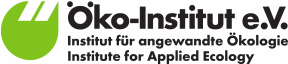 Öko-Institut e.V.
Institut für angewandte Ökologie
Institute for Applied Ecology